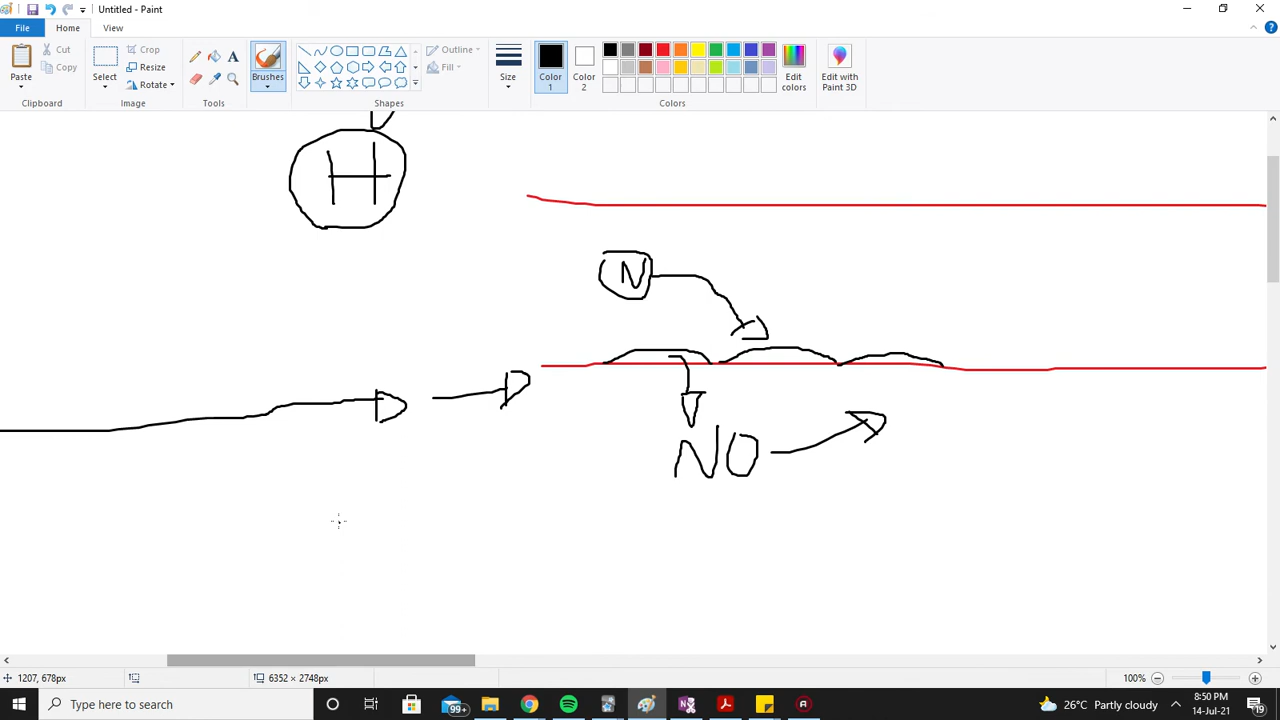 Untitled - Paint
File Home View
Paste
Cut
Copy
Clipboard
Select
Crop
Resize
Rotate
Image
A
Tools
Brushes
Outline
Fill
Shapes
Size
Color 1
Color 2
Edit colors
Colors
Edit with Paint 3D
H
N
NO
1207, 678px
6352 × 2748px
100%
Type here to search
99+
26°C Partly cloudy
8:50 PM
14-Jul-21
19